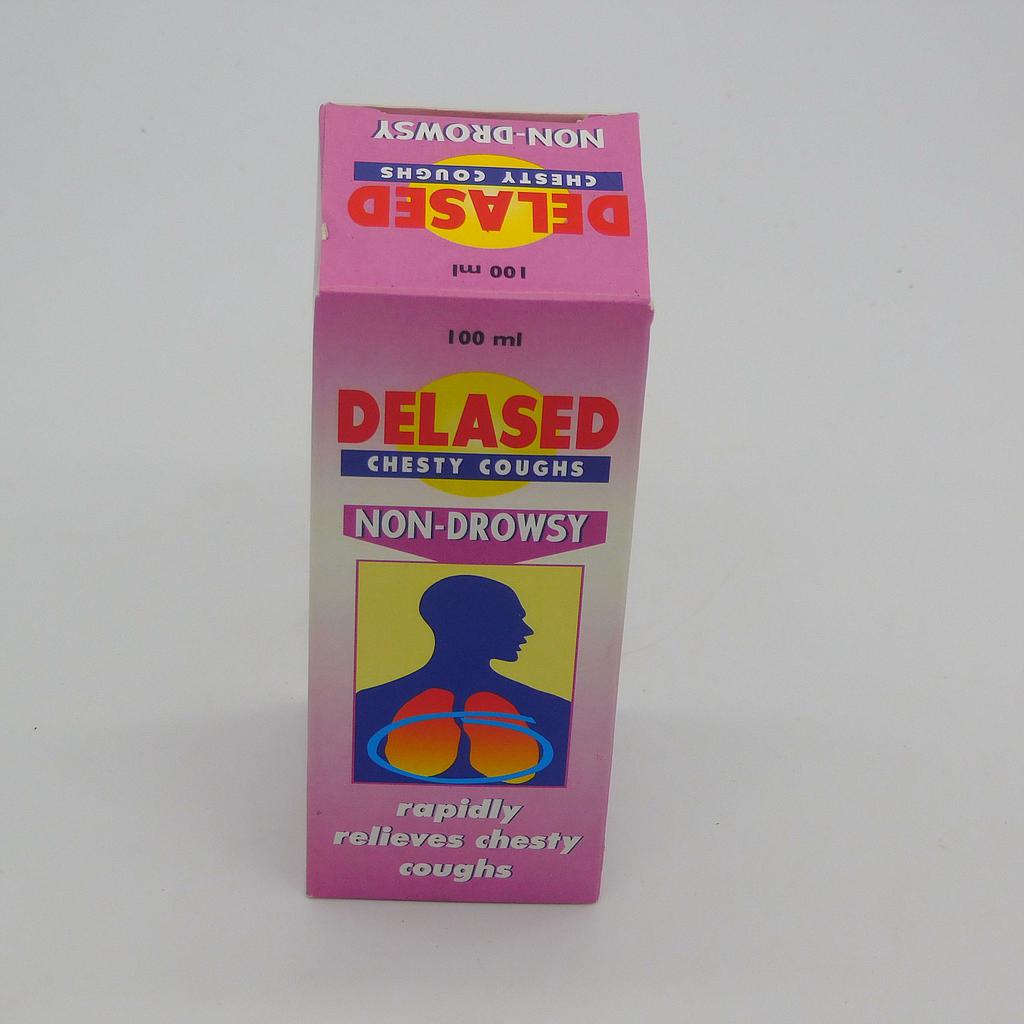 NON-DROWSY
CHESTY COUGHS
DELASED
100 ml
100 ml
DELASED
CHESTY COUGHS
NON-DROWSY
rapidly
relieves chesty
coughs